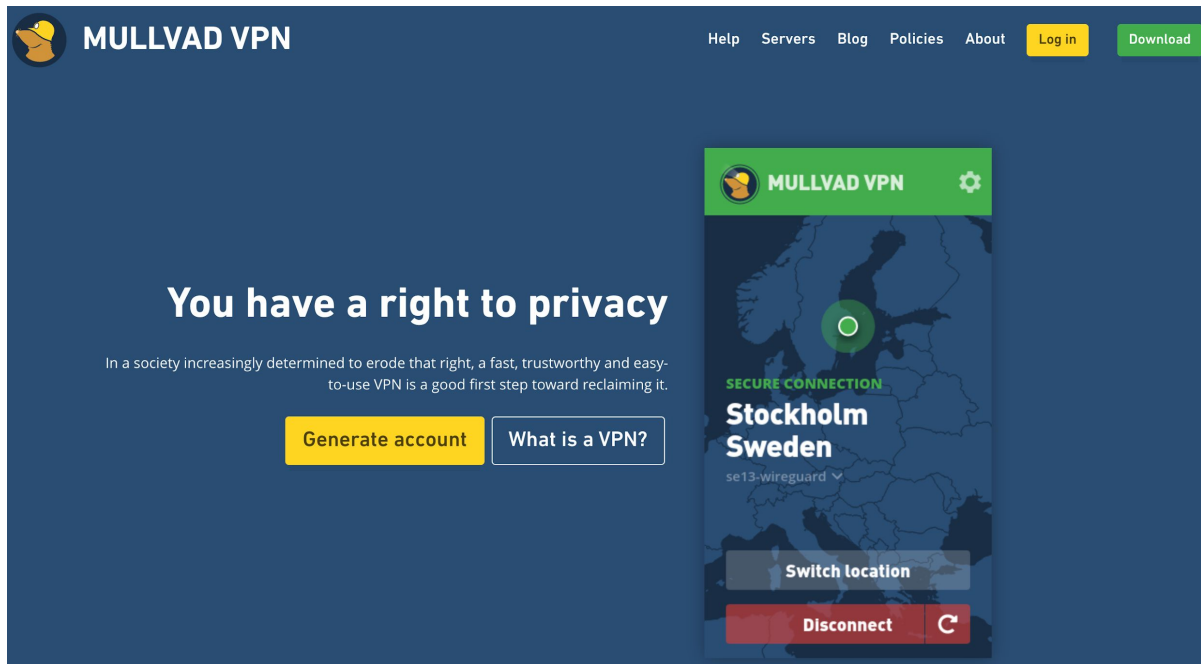 MULLVAD VPN
Help Servers Blog Policies About Log in Download
MULLVAD VPN
You have a right to privacy
In a society increasingly determined to erode that right, a fast, trustworthy and easy-
to-use VPN is a good first step toward reclaiming it.
Generate account What is a VPN?
SECURE CONNECTION
Stockholm
Sweden
se13-wireguard
Switch location
Disconnect